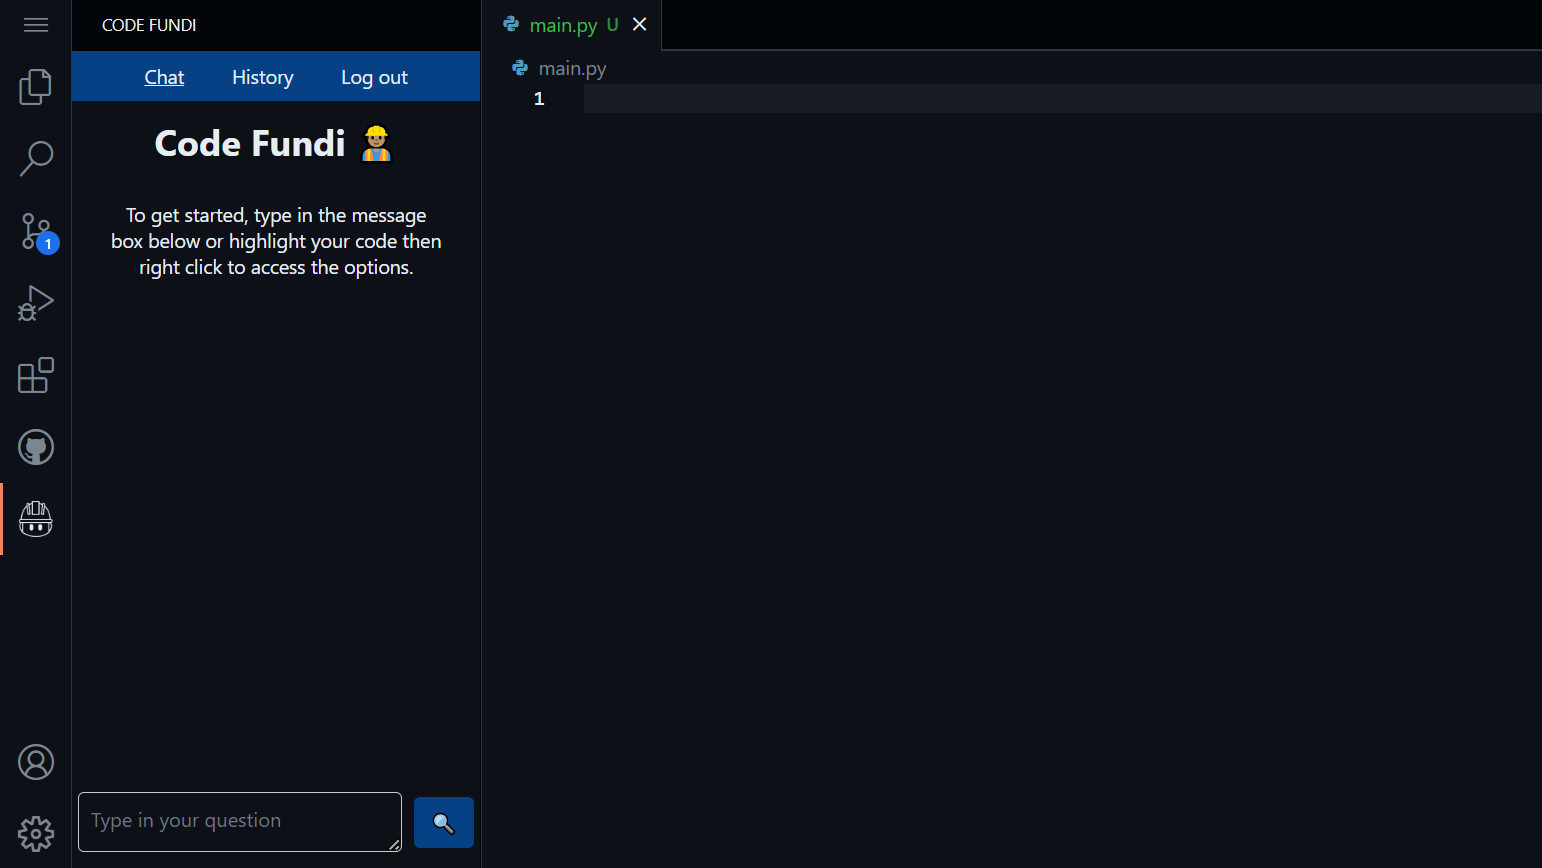 CODE FUNDI
main.py U
Chat History Log out
main.py
1
Code Fundi
To get started, type in the message
box below or highlight your code then
right click to access the options.
1
Type in your question